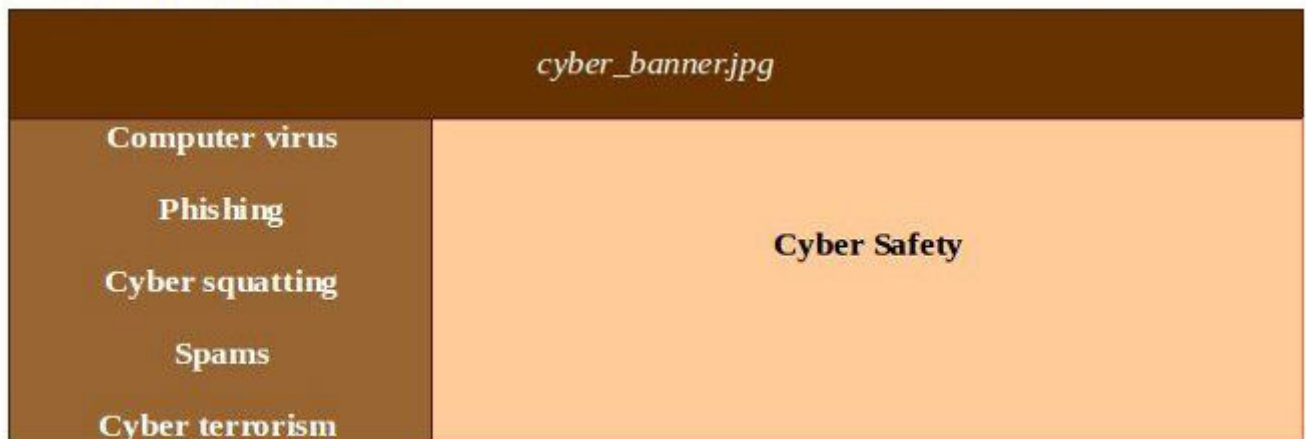 cyber_banner.jpg
Computer virus
Phishing
Cyber squatting
Spams
Cyber terrorism
Cyber Safety